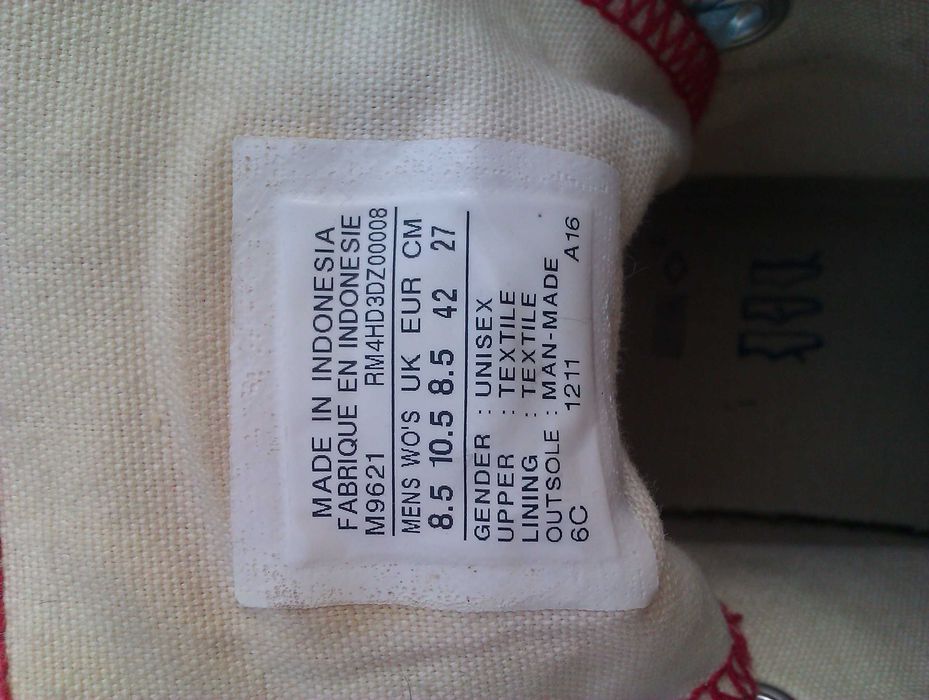 MADE IN INDONESIA
FABRIQUE EN INDONESIE
M9621 RM4HD3DZ00008
MENS WO'S UK EUR CM
8.5 10.5 8.5 42 27
GENDER : UNISEX
UPPER : TEXTILE
LINING : TEXTILE
OUTSOLE : MAN-MADE
6C 1211 A16